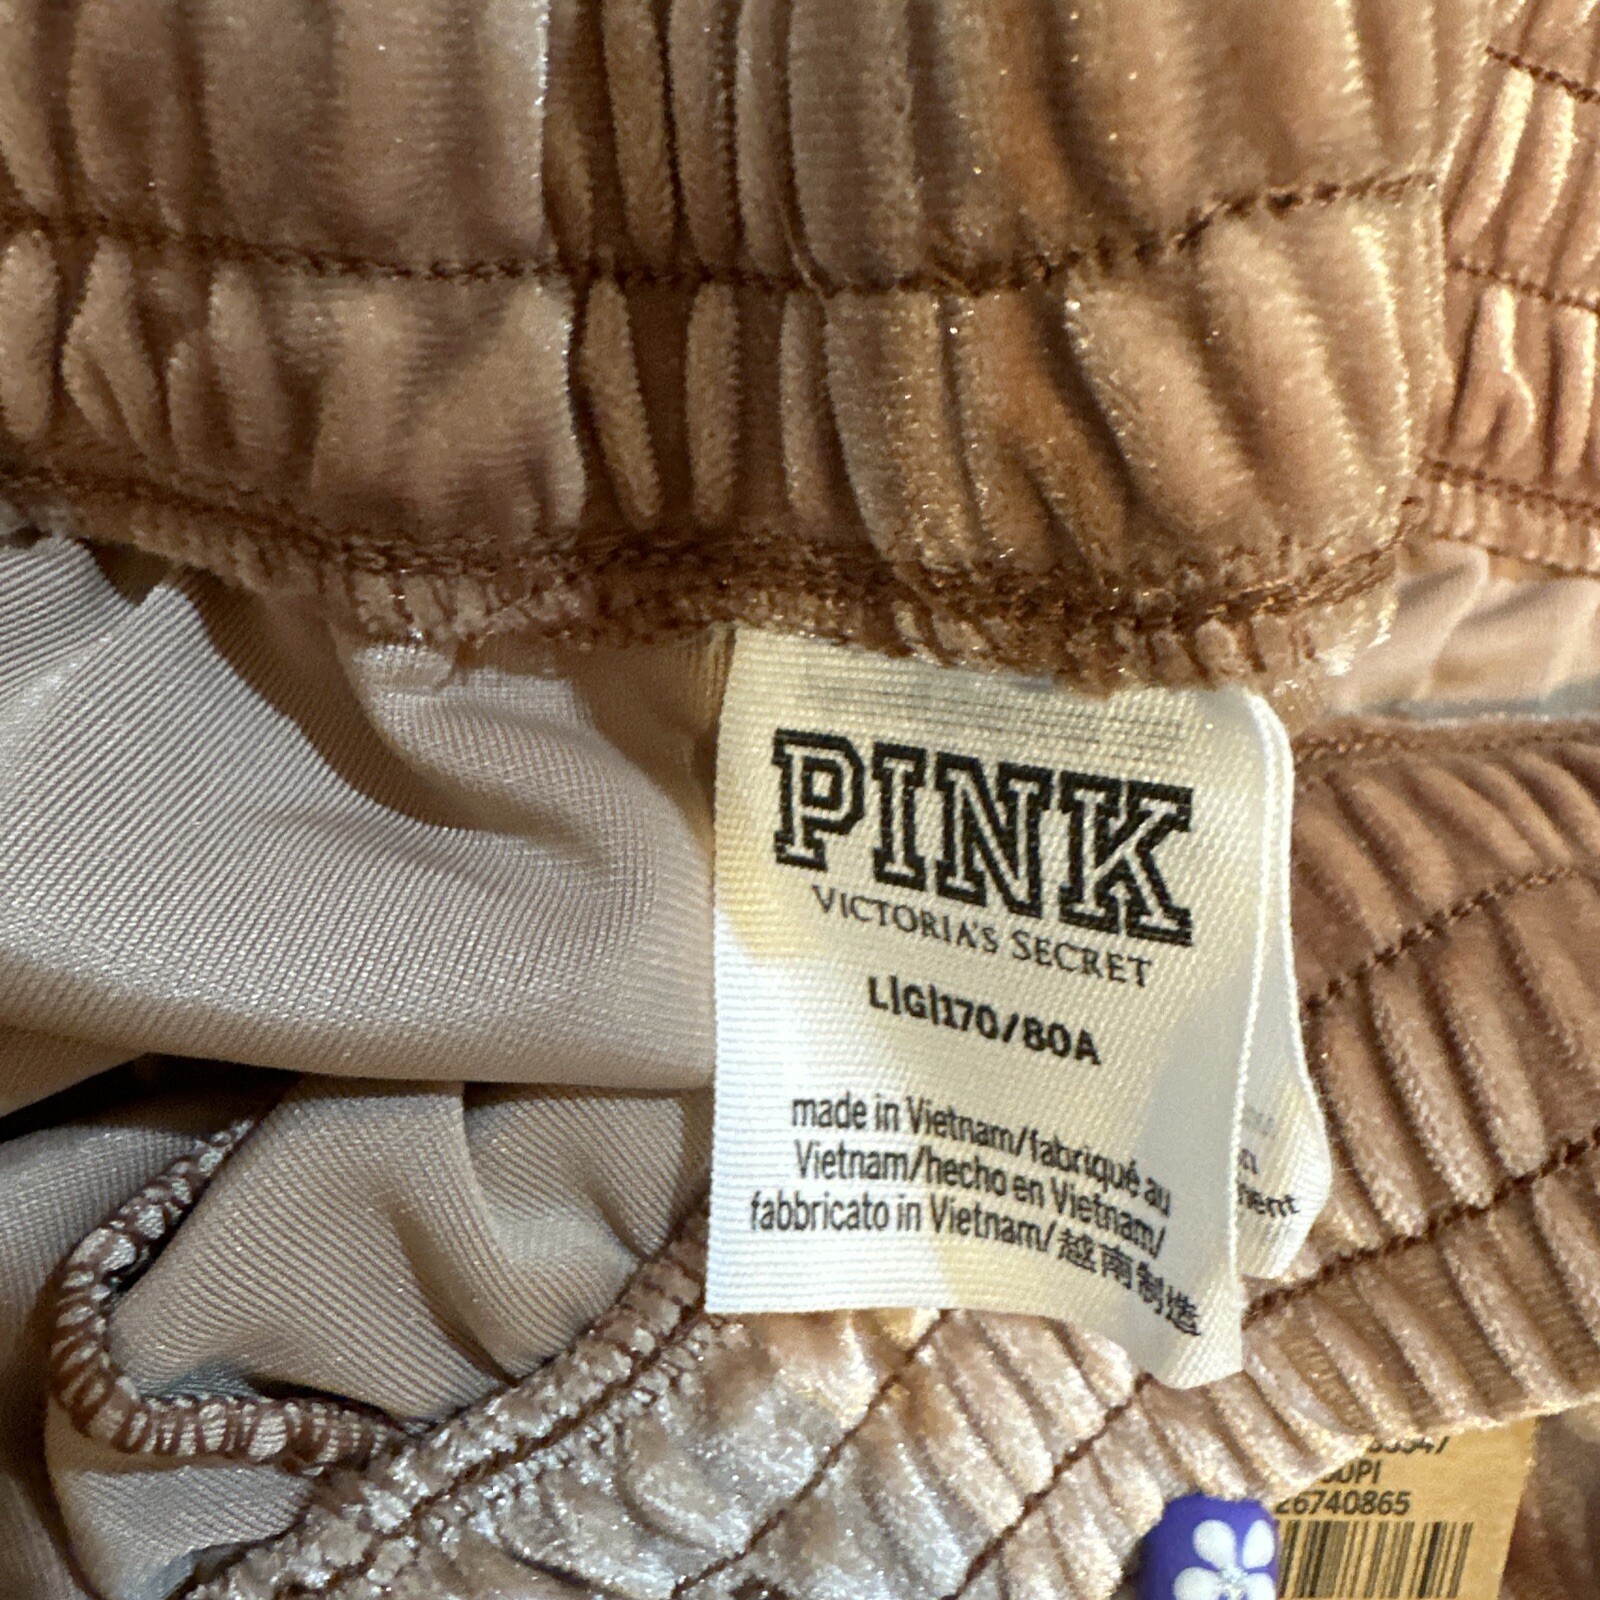 PINK
VICTORIA'S SECRET
L|G|170/80A
made in Vietnam/fabriqué au
Vietnam/hecho en Vietnam/
fabbricato in Vietnam/越南制造
26740865